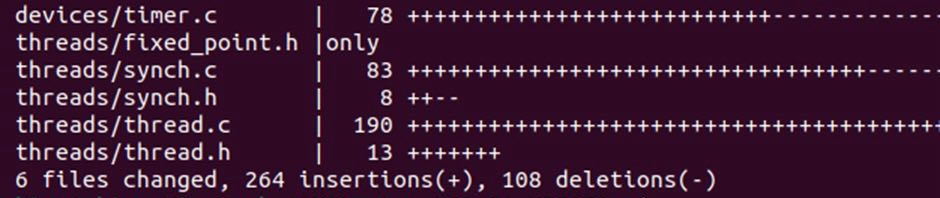 devices/timer.c       |   78 +++++++++++++++++++++++++++-------------
threads/fixed_point.h |only
threads/synch.c       |   83 ++++++++++++++++++++++++++++++++++------
threads/synch.h       |    8 ++--
threads/thread.c      |  190 ++++++++++++++++++++++++++++++++++++++++
threads/thread.h      |   13 +++++++
6 files changed, 264 insertions(+), 108 deletions(-)